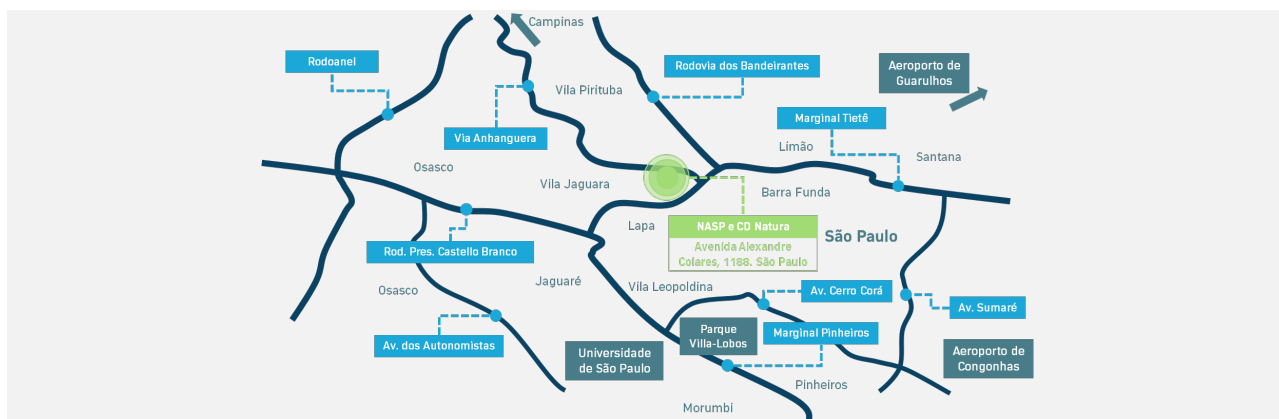 Campinas
Rodoanel
Rodovia dos Bandeirantes
Aeroporto de
Guarulhos
Vila Pirituba
Marginal Tietê
Via Anhanguera
Limão
Santana
Osasco
Vila Jaguara
Barra Funda
Lapa
NASP e CD Natura
Avenida Alexandre
Colares, 1188. São Paulo
São Paulo
Rod. Pres. Castello Branco
Jaguaré
Vila Leopoldina
Osasco
Av. Cerro Corá
Av. Sumaré
Parque
Villa-Lobos
Marginal Pinheiros
Av. dos Autonomistas
Universidade
de São Paulo
Aeroporto de
Congonhas
Pinheiros
Morumbi